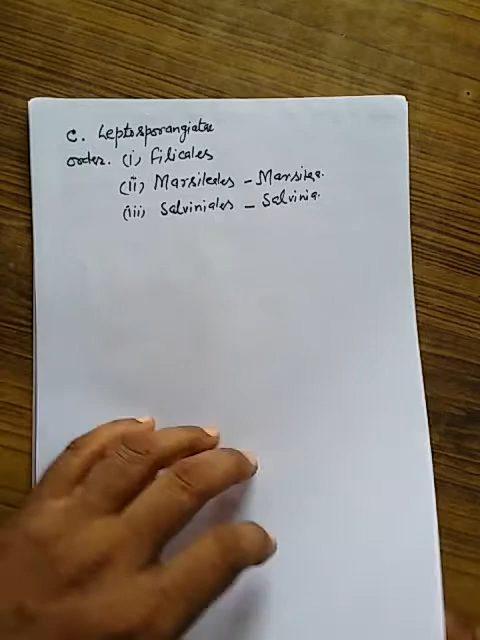 C. Leptosporangiatae
order. (i) Filicales
(ii) Marsileales - Marsilea.
(iii) Salviniales - Salvinia.